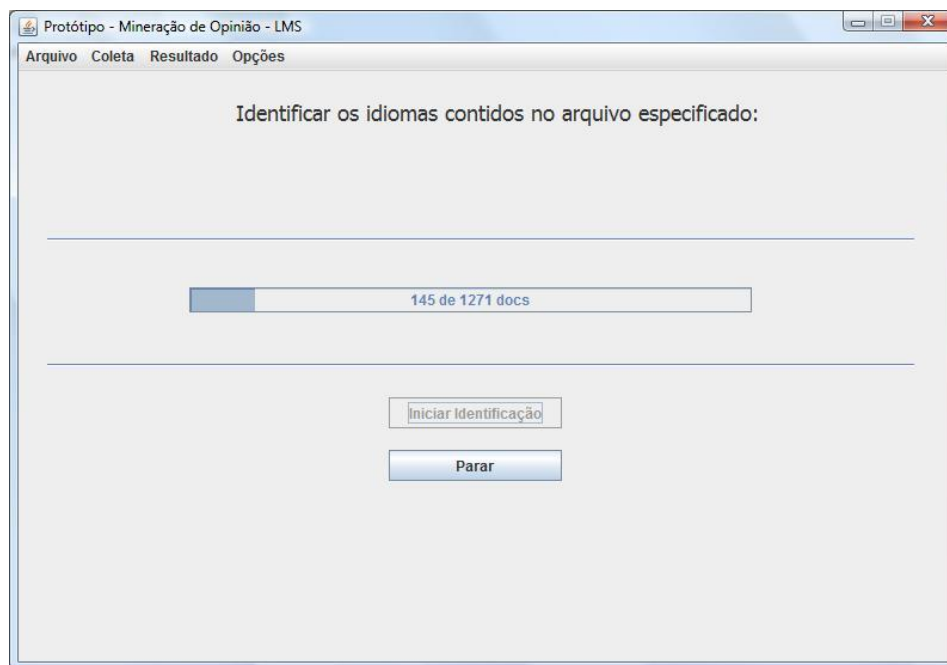 Protótipo - Mineração de Opinião - LMS
Arquivo Coleta Resultado Opções
Identificar os idiomas contidos no arquivo especificado:
145 de 1271 docs
Iniciar Identificação
Parar